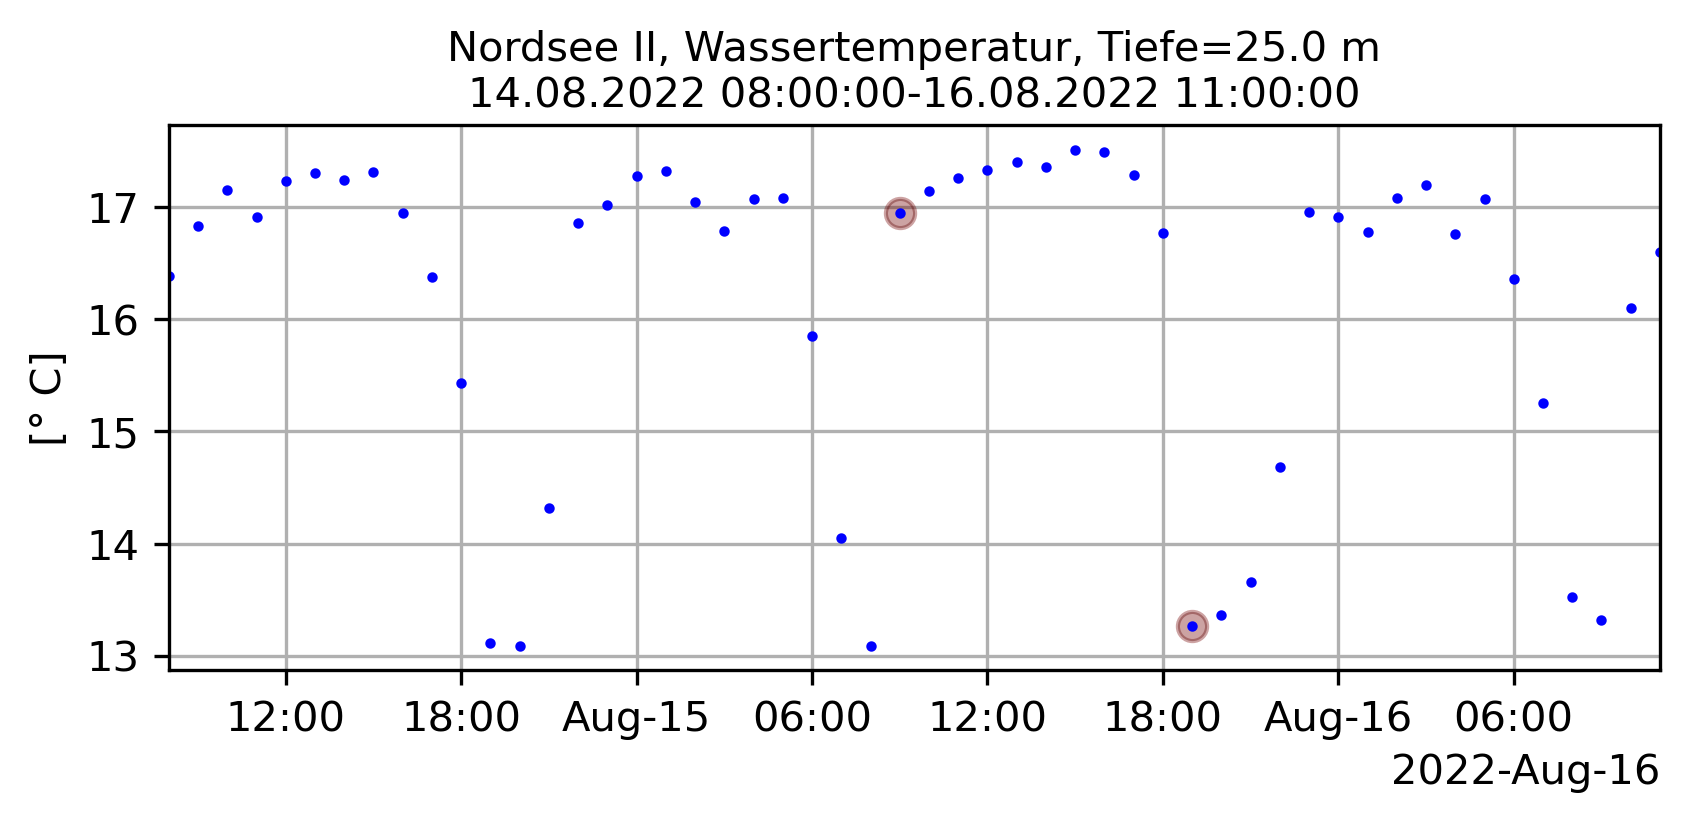 Nordsee II, Wassertemperatur, Tiefe=25.0 m
14.08.2022 08:00:00-16.08.2022 11:00:00
17
16
15
14
13
[° C]
12:00 18:00 Aug-15 06:00 12:00 18:00 Aug-16 06:00
2022-Aug-16